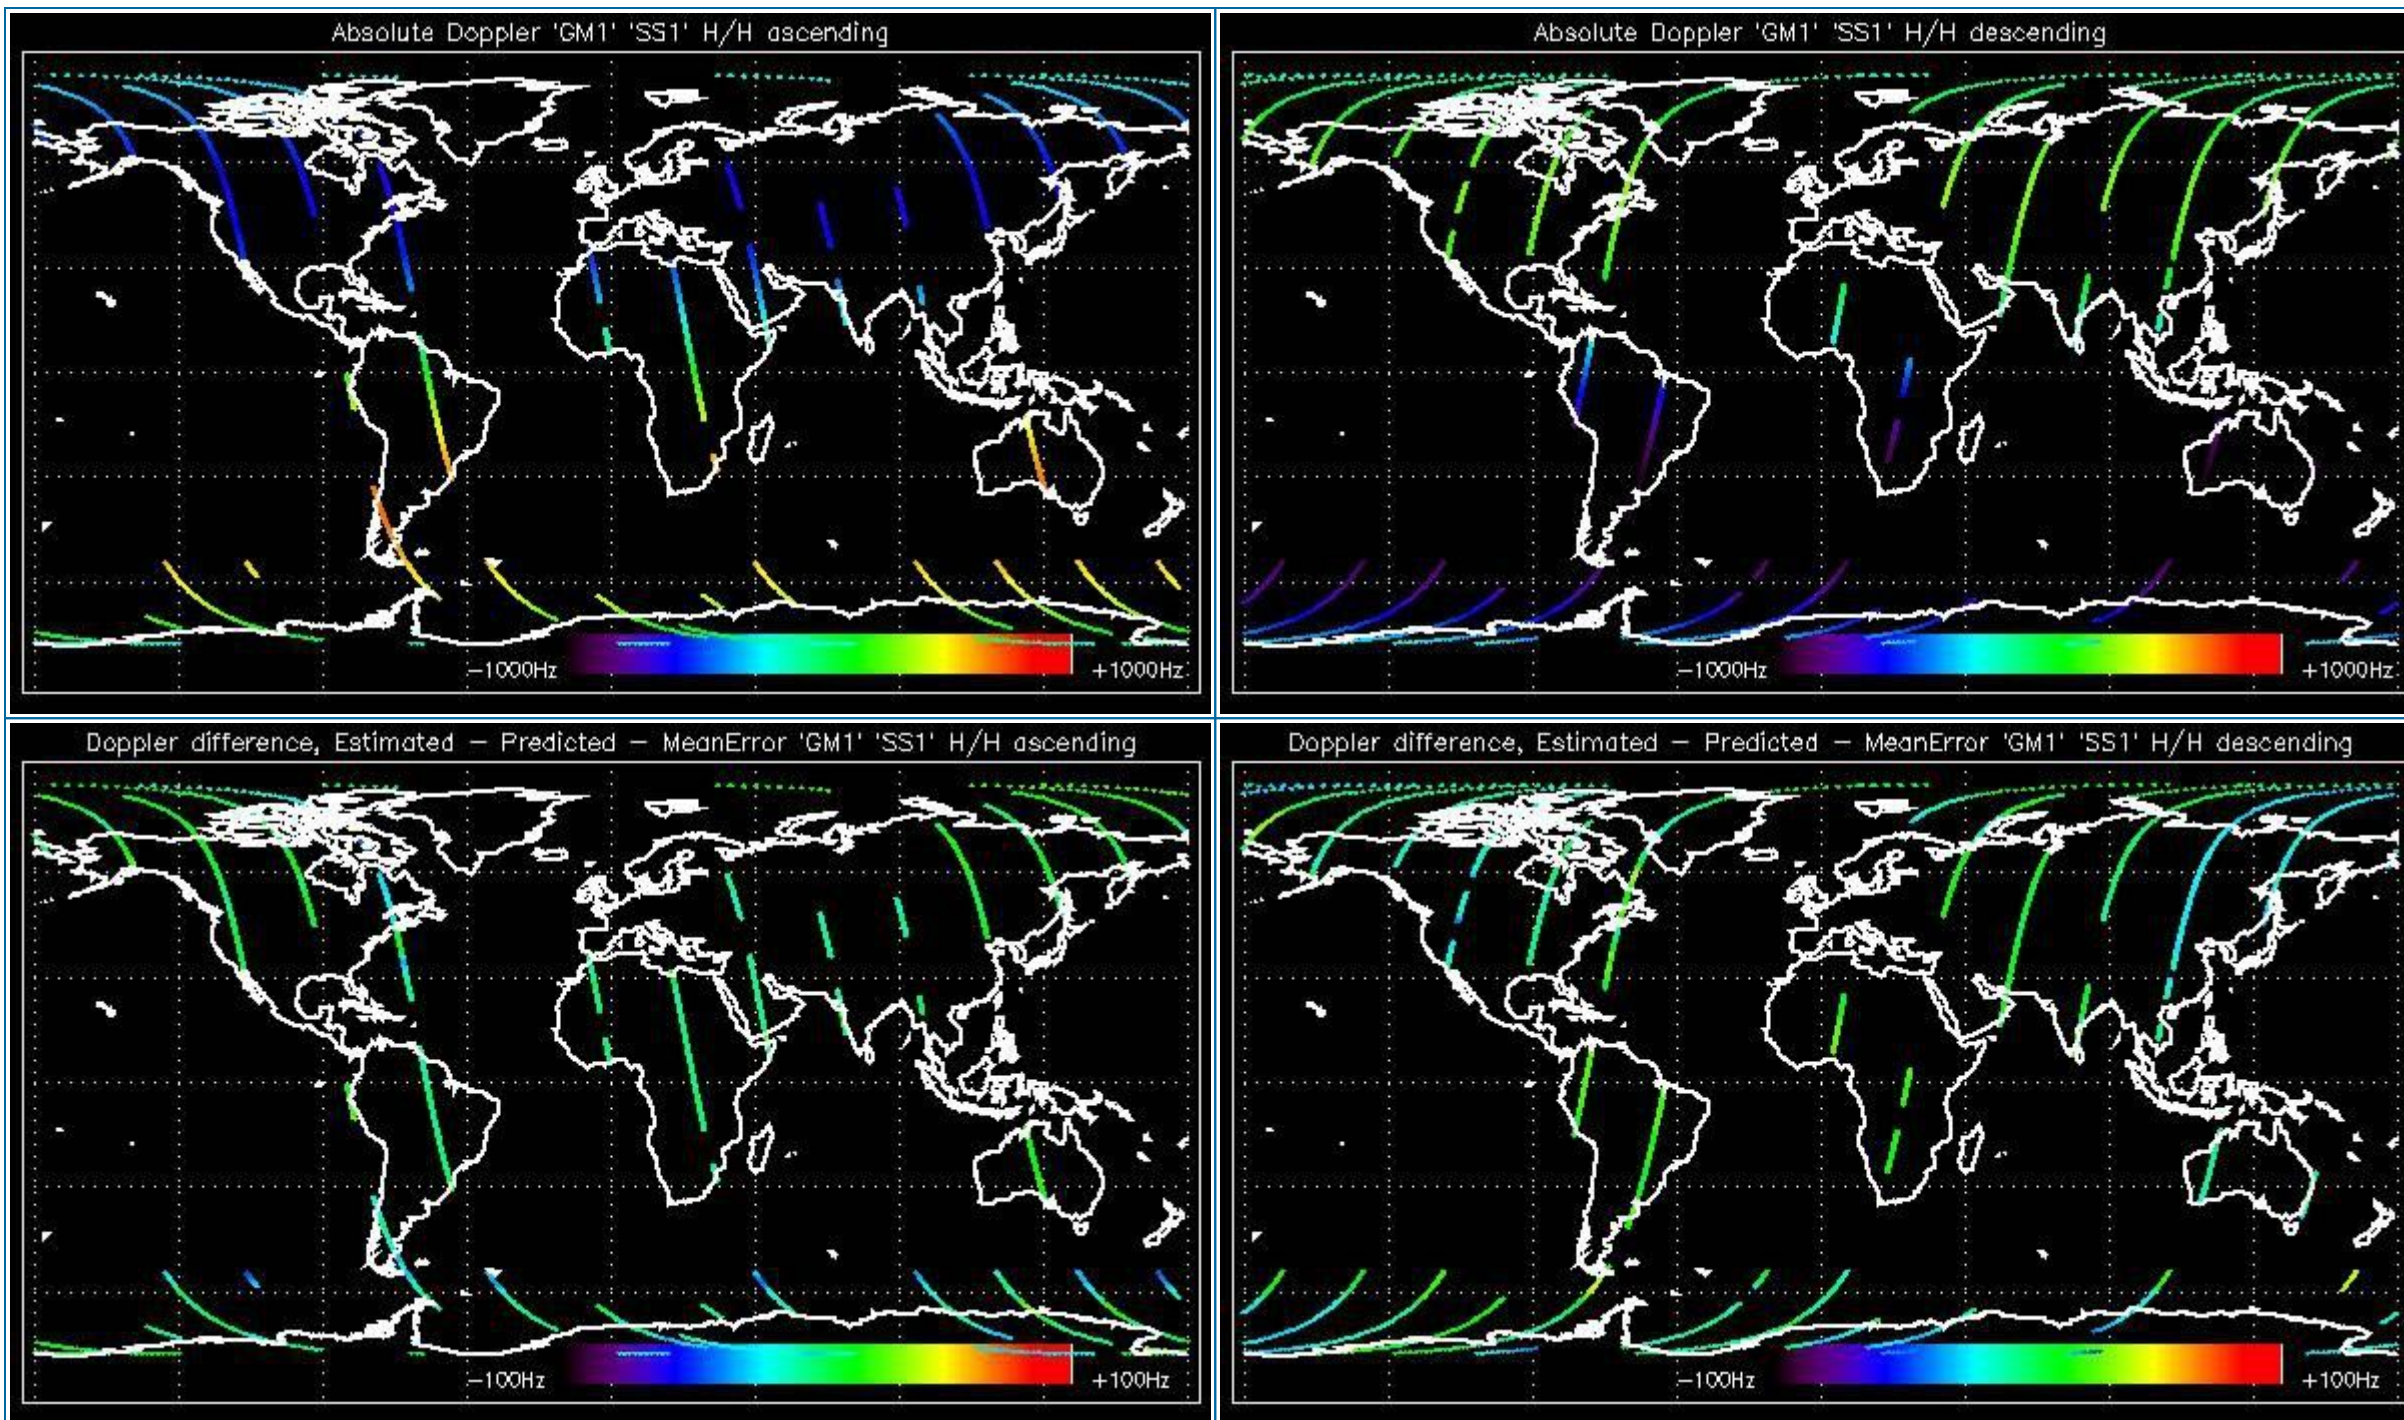 Absolute Doppler 'GM1' 'SS1' H/H ascending
-1000Hz
+1000Hz
Absolute Doppler 'GM1' 'SS1' H/H descending
-1000Hz
+1000Hz
Doppler difference, Estimated - Predicted - MeanError 'GM1' 'SS1' H/H ascending
-100Hz
+100Hz
Doppler difference, Estimated - Predicted - MeanError 'GM1' 'SS1' H/H descending
-100Hz
+100Hz